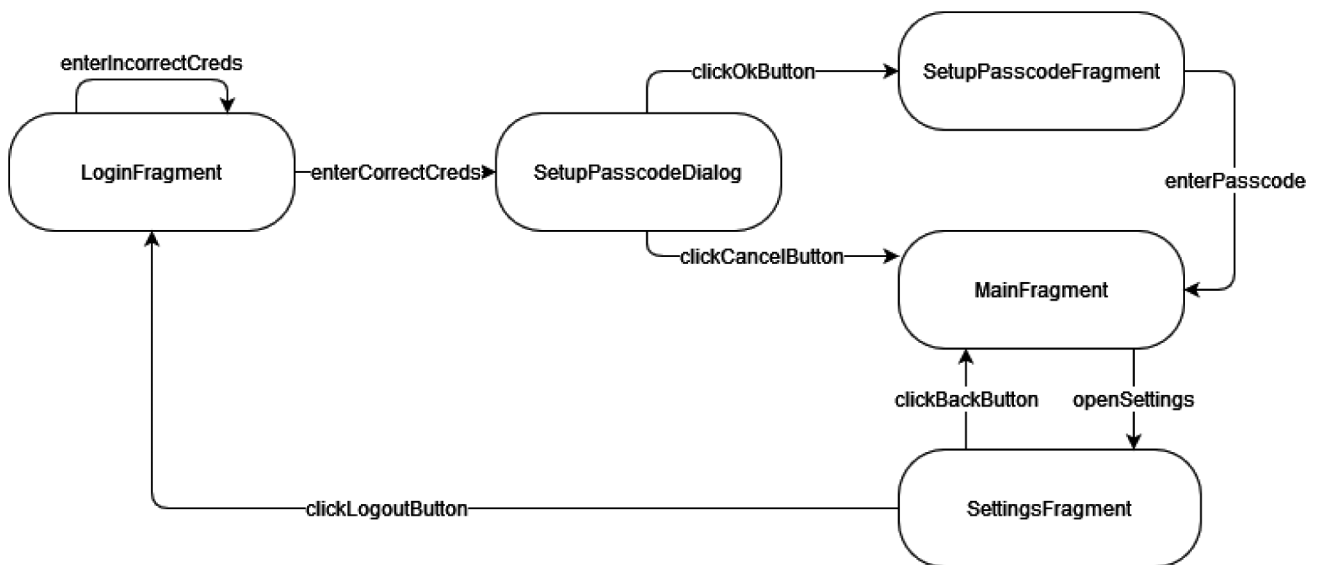 enterIncorrectCreds
clickOkButton
SetupPasscodeFragment
LoginFragment
enterCorrectCreds
SetupPasscodeDialog
enterPasscode
clickCancelButton
MainFragment
clickBackButton
openSettings
clickLogoutButton
SettingsFragment